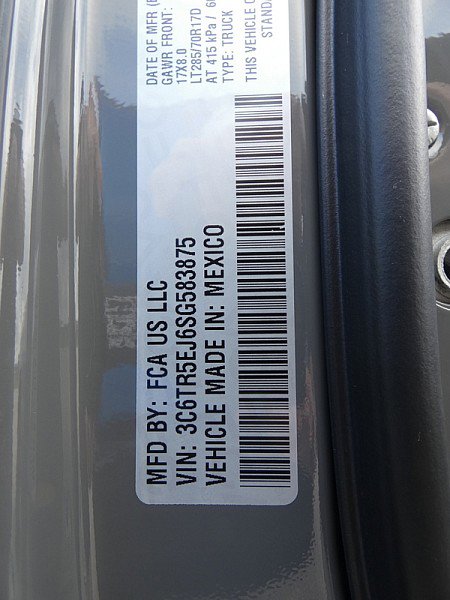 DATE OF MFR
GAWR FRONT:
17X8.0
LT285/70R17D
AT 415 kPa /
TYPE: TRUCK
THIS VEHICLE
STANDA
MFD BY: FCA US LLC
VIN: 3C6TR5EJ6SG583875
VEHICLE MADE IN: MEXICO